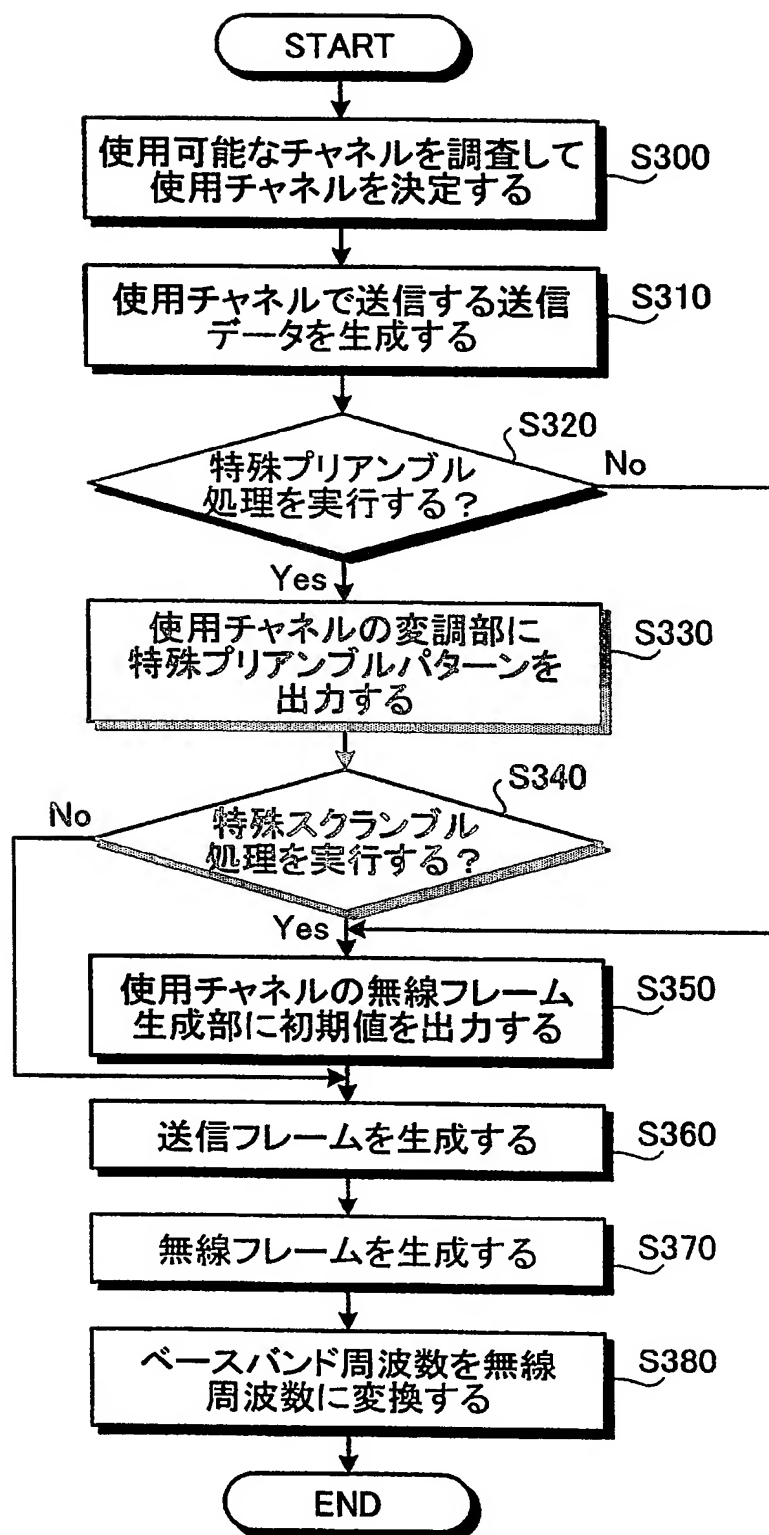 START
使用可能なチャネルを調査して
使用チャネルを決定する
S300
使用チャネルで送信する送信
データを生成する
S310
S320
特殊プリアンブル
処理を実行する？
No
Yes
使用チャネルの変調部に
特殊プリアンブルパターンを
出力する
S330
S340
No
特殊スクランブル
処理を実行する？
Yes
使用チャネルの無線フレーム
生成部に初期値を出力する
S350
送信フレームを生成する
S360
無線フレームを生成する
S370
ベースバンド周波数を無線
周波数に変換する
S380
END